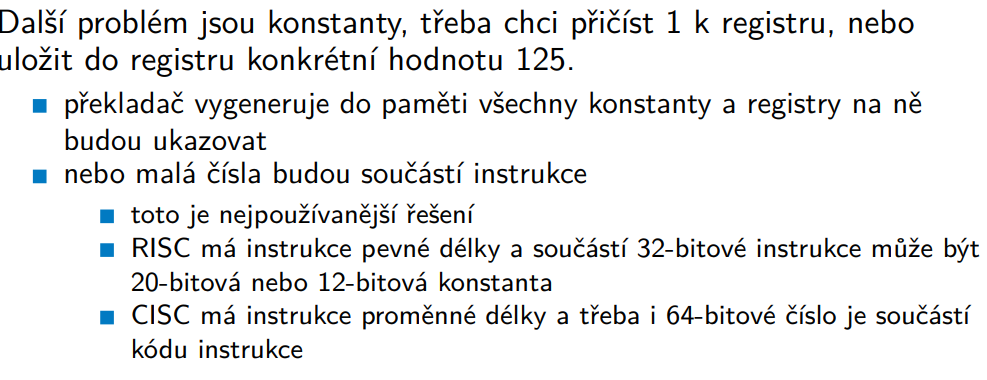 Další problém jsou konstanty, třeba chci přičíst 1 k registru, nebo
uložit do registru konkrétní hodnotu 125.
překladač vygeneruje do paměti všechny konstanty a registry na ně
budou ukazovat
nebo malá čísla budou součástí instrukce
toto je nejpoužívanější řešení
RISC má instrukce pevné délky a součástí 32-bitové instrukce může být
20-bitová nebo 12-bitová konstanta
CISC má instrukce proměnné délky a třeba i 64-bitové číslo je součástí
kódu instrukce